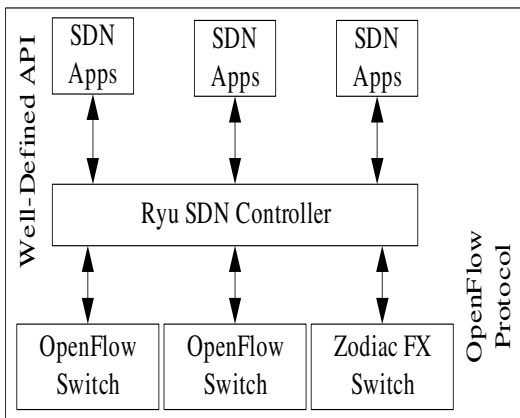 SDN
Apps
SDN
Apps
SDN
Apps
Well-Defined API
Ryu SDN Controller
OpenFlow
Protocol
OpenFlow
Switch
OpenFlow
Switch
Zodiac FX
Switch